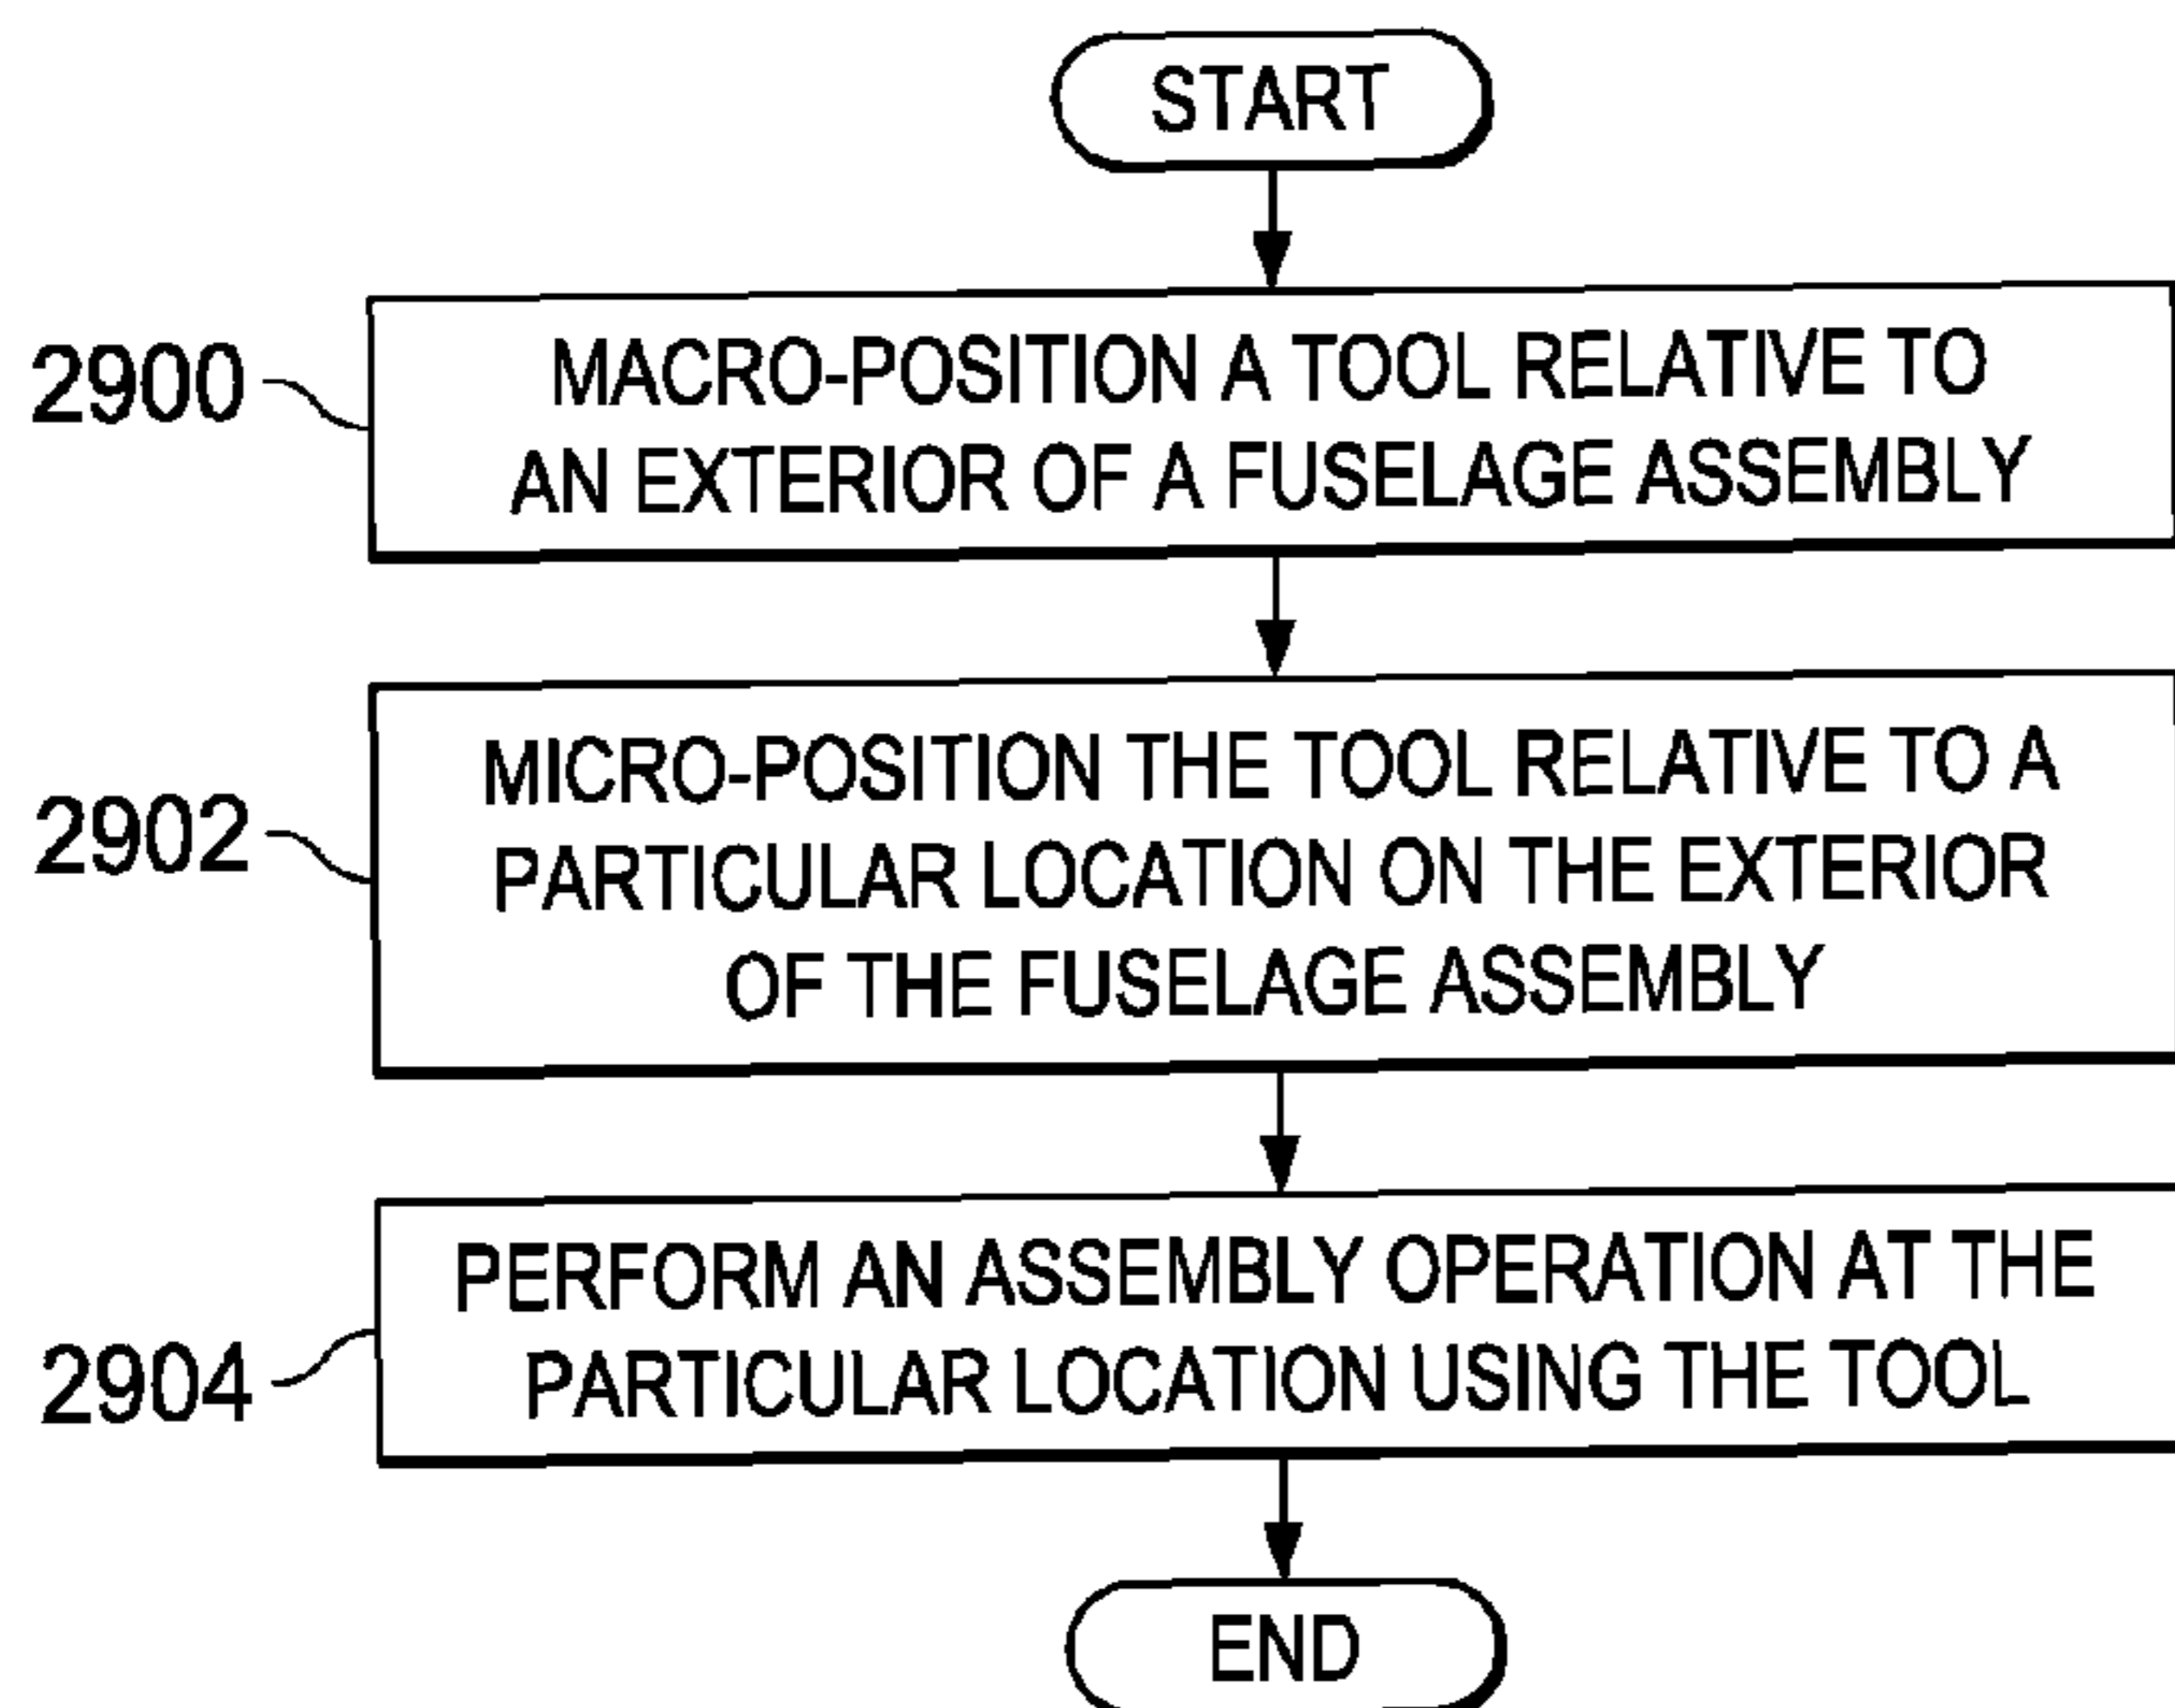 START
2900
MACRO-POSITION A TOOL RELATIVE TO
AN EXTERIOR OF A FUSELAGE ASSEMBLY
2902
MICRO-POSITION THE TOOL RELATIVE TO A
PARTICULAR LOCATION ON THE EXTERIOR
OF THE FUSELAGE ASSEMBLY
2904
PERFORM AN ASSEMBLY OPERATION AT THE
PARTICULAR LOCATION USING THE TOOL
END